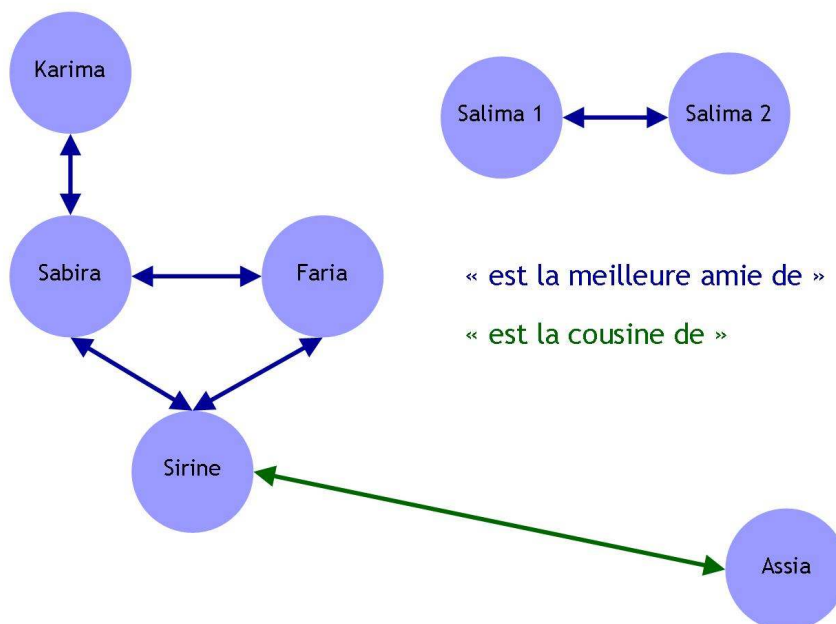 Karima
Salima 1
Salima 2
Sabira
Faria
« est la meilleure amie de »
« est la cousine de »
Sirine
Assia